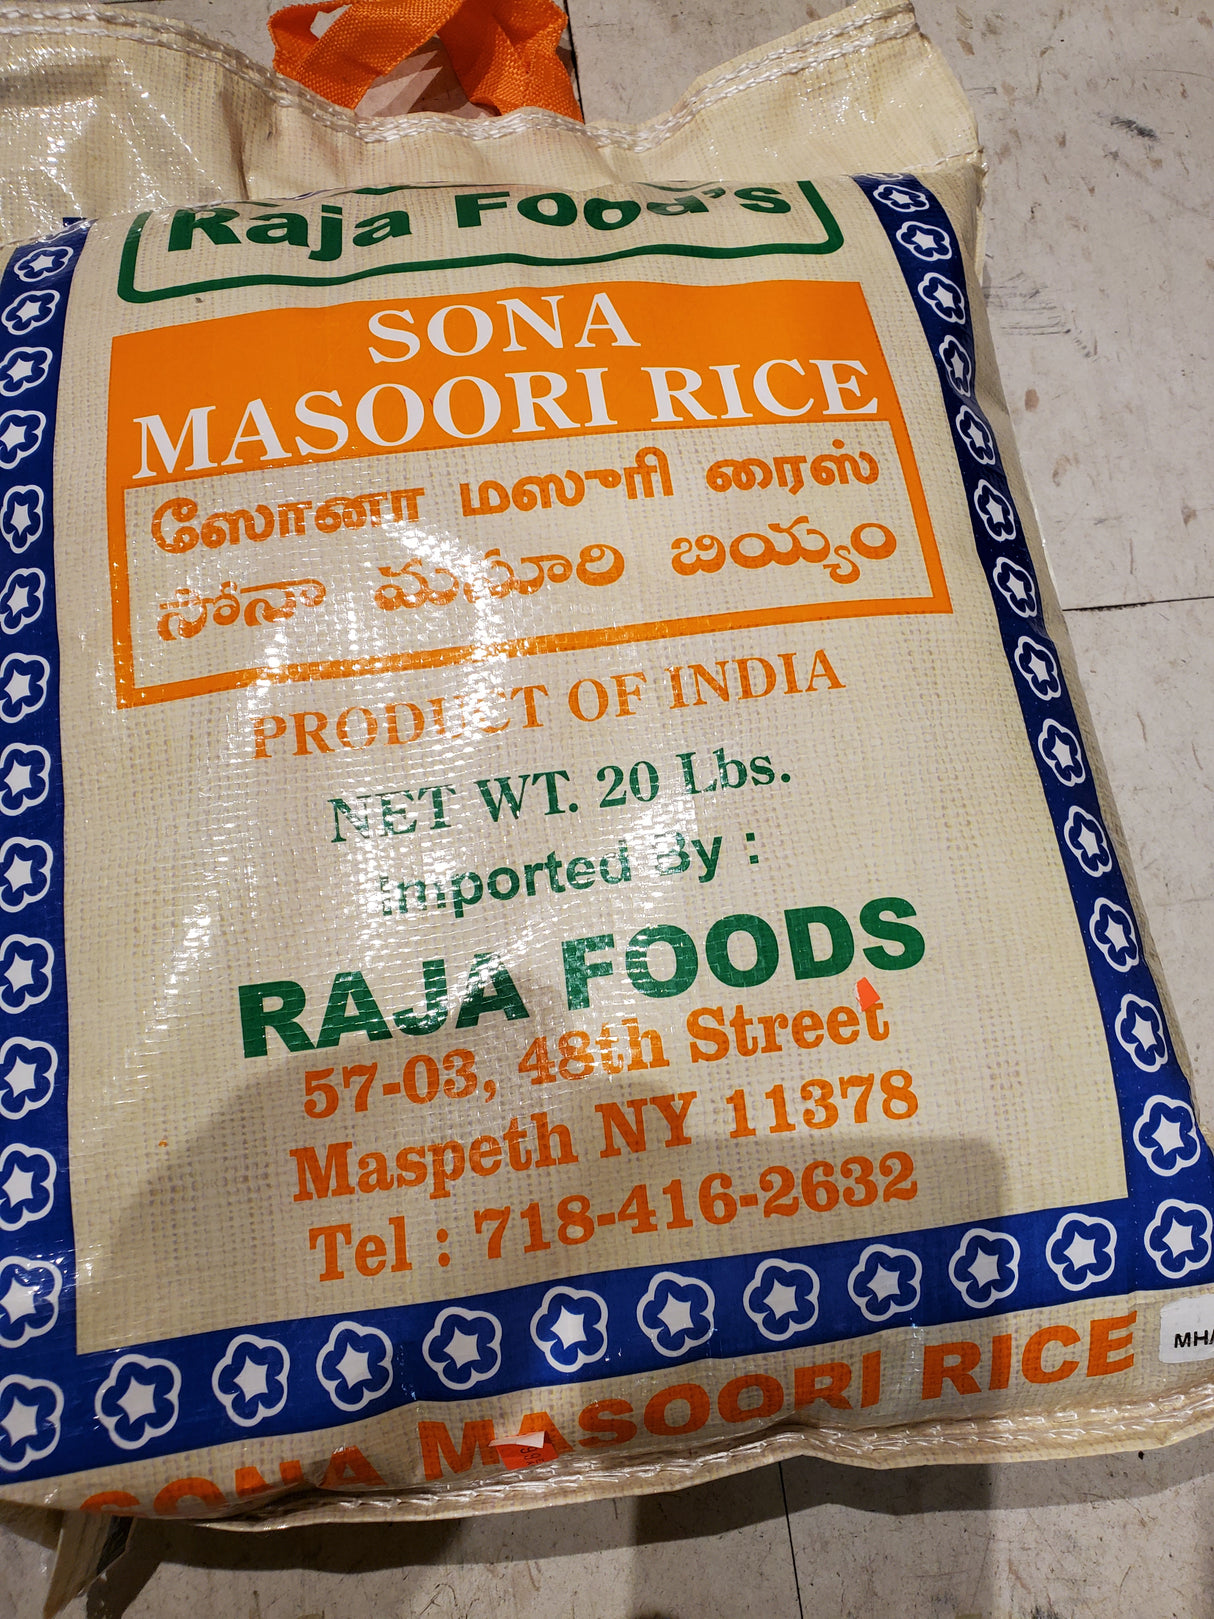 Raja Food's
SONA
MASOORI RICE
ஸோனா மஸுரி ரைஸ்
సోనా మసూరి బియ్యం
PRODUCT OF INDIA
NET WT. 20 Lbs.
Imported By :
RAJA FOODS
57-03, 48th Street
Maspeth NY 11378
Tel : 718-416-2632
SONA MASOORI RICE